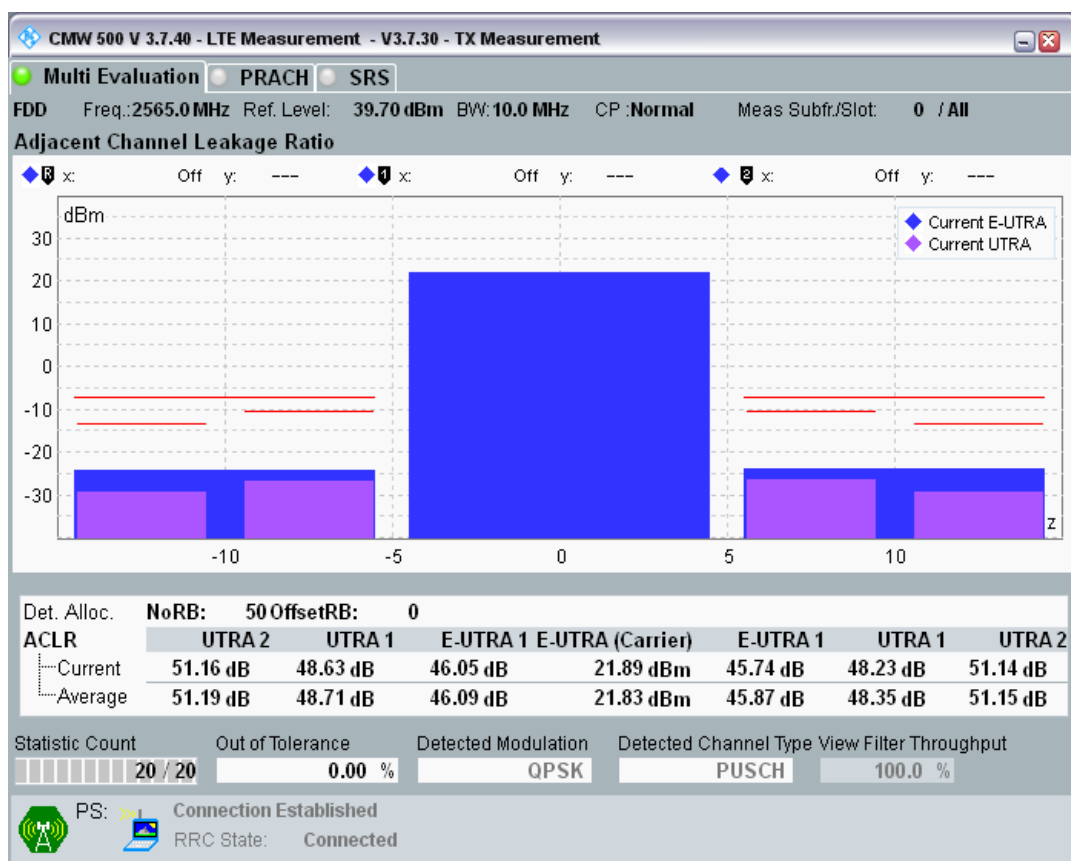 CMW 500 V 3.7.40 - LTE Measurement - V3.7.30 - TX Measurement
Multi Evaluation PRACH SRS
FDD Freq.:2565.0 MHz Ref. Level: 39.70 dBm BW: 10.0 MHz CP :Normal Meas Subfr./Slot: 0 / All
Adjacent Channel Leakage Ratio
R x: Off y: --- 1 x: Off y: --- 2 x: Off y: ---
dBm
Current E-UTRA
Current UTRA
30
20
10
0
-10
-20
-30
z
-10 -5 0 5 10
Det. Alloc. NoRB: 50 OffsetRB: 0
ACLR UTRA 2 UTRA 1 E-UTRA 1 E-UTRA (Carrier) E-UTRA 1 UTRA 1 UTRA 2
Current 51.16 dB 48.63 dB 46.05 dB 21.89 dBm 45.74 dB 48.23 dB 51.14 dB
Average 51.19 dB 48.71 dB 46.09 dB 21.83 dBm 45.87 dB 48.35 dB 51.15 dB
Statistic Count Out of Tolerance Detected Modulation Detected Channel Type View Filter Throughput
20 / 20 0.00 % QPSK PUSCH 100.0 %
PS: Connection Established
RRC State: Connected